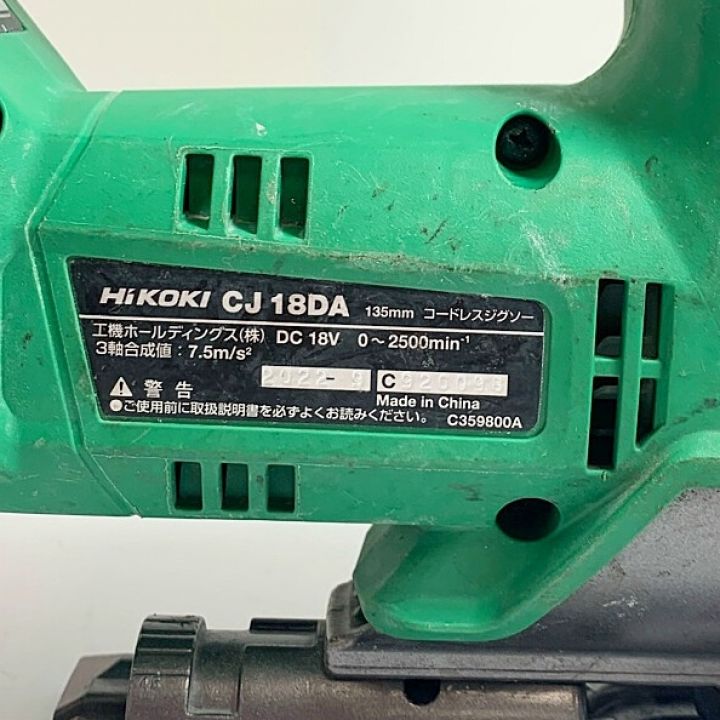 HiKOKI CJ 18DA 135mm コードレスジグソー
工機ホールディングス(株) DC 18V 0～2500min⁻¹
3軸合成値：7.5m/s²
2022-9 C
⚠ 警告 Made in China
●ご使用前に取扱説明書を必ずよくお読みください。 C359800A